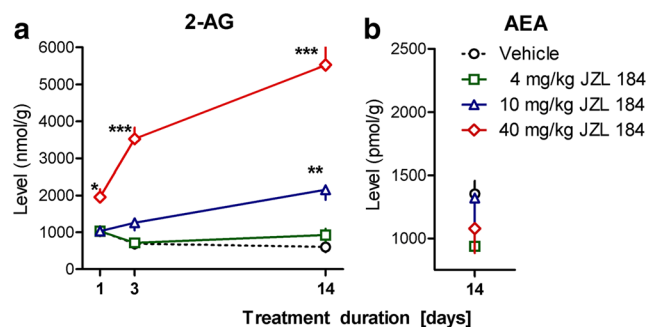 a 2-AG
Level (nmol/g)
6000
5000
4000
3000
2000
1000
0
*
***
***
**
1 3 14
b AEA
Level (pmol/g)
2500
2000
1500
1000
14
Vehicle
4 mg/kg JZL 184
10 mg/kg JZL 184
40 mg/kg JZL 184
Treatment duration [days]